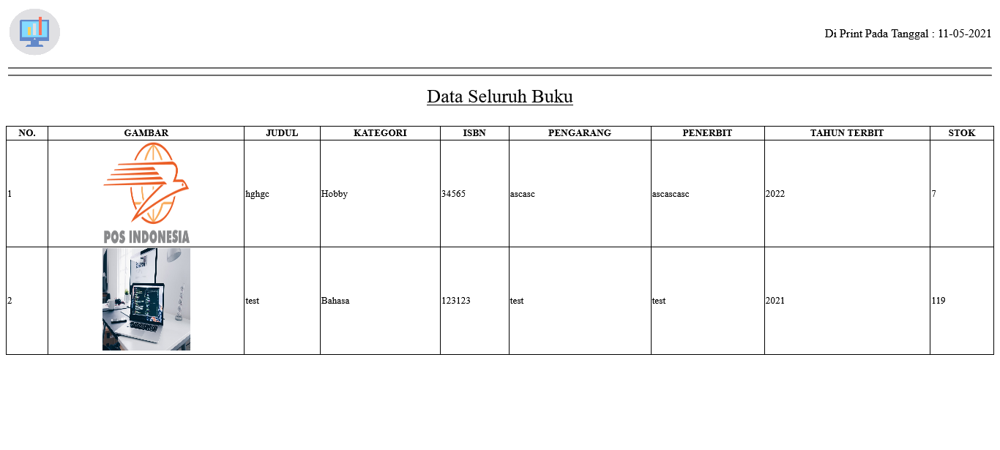 Di Print Pada Tanggal : 11-05-2021
Data Seluruh Buku
NO. GAMBAR JUDUL KATEGORI ISBN PENGARANG PENERBIT TAHUN TERBIT STOK
1 hghgc Hobby 34565 ascasc ascascasc 2022 7
POS INDONESIA
2 test Bahasa 123123 test test 2021 119